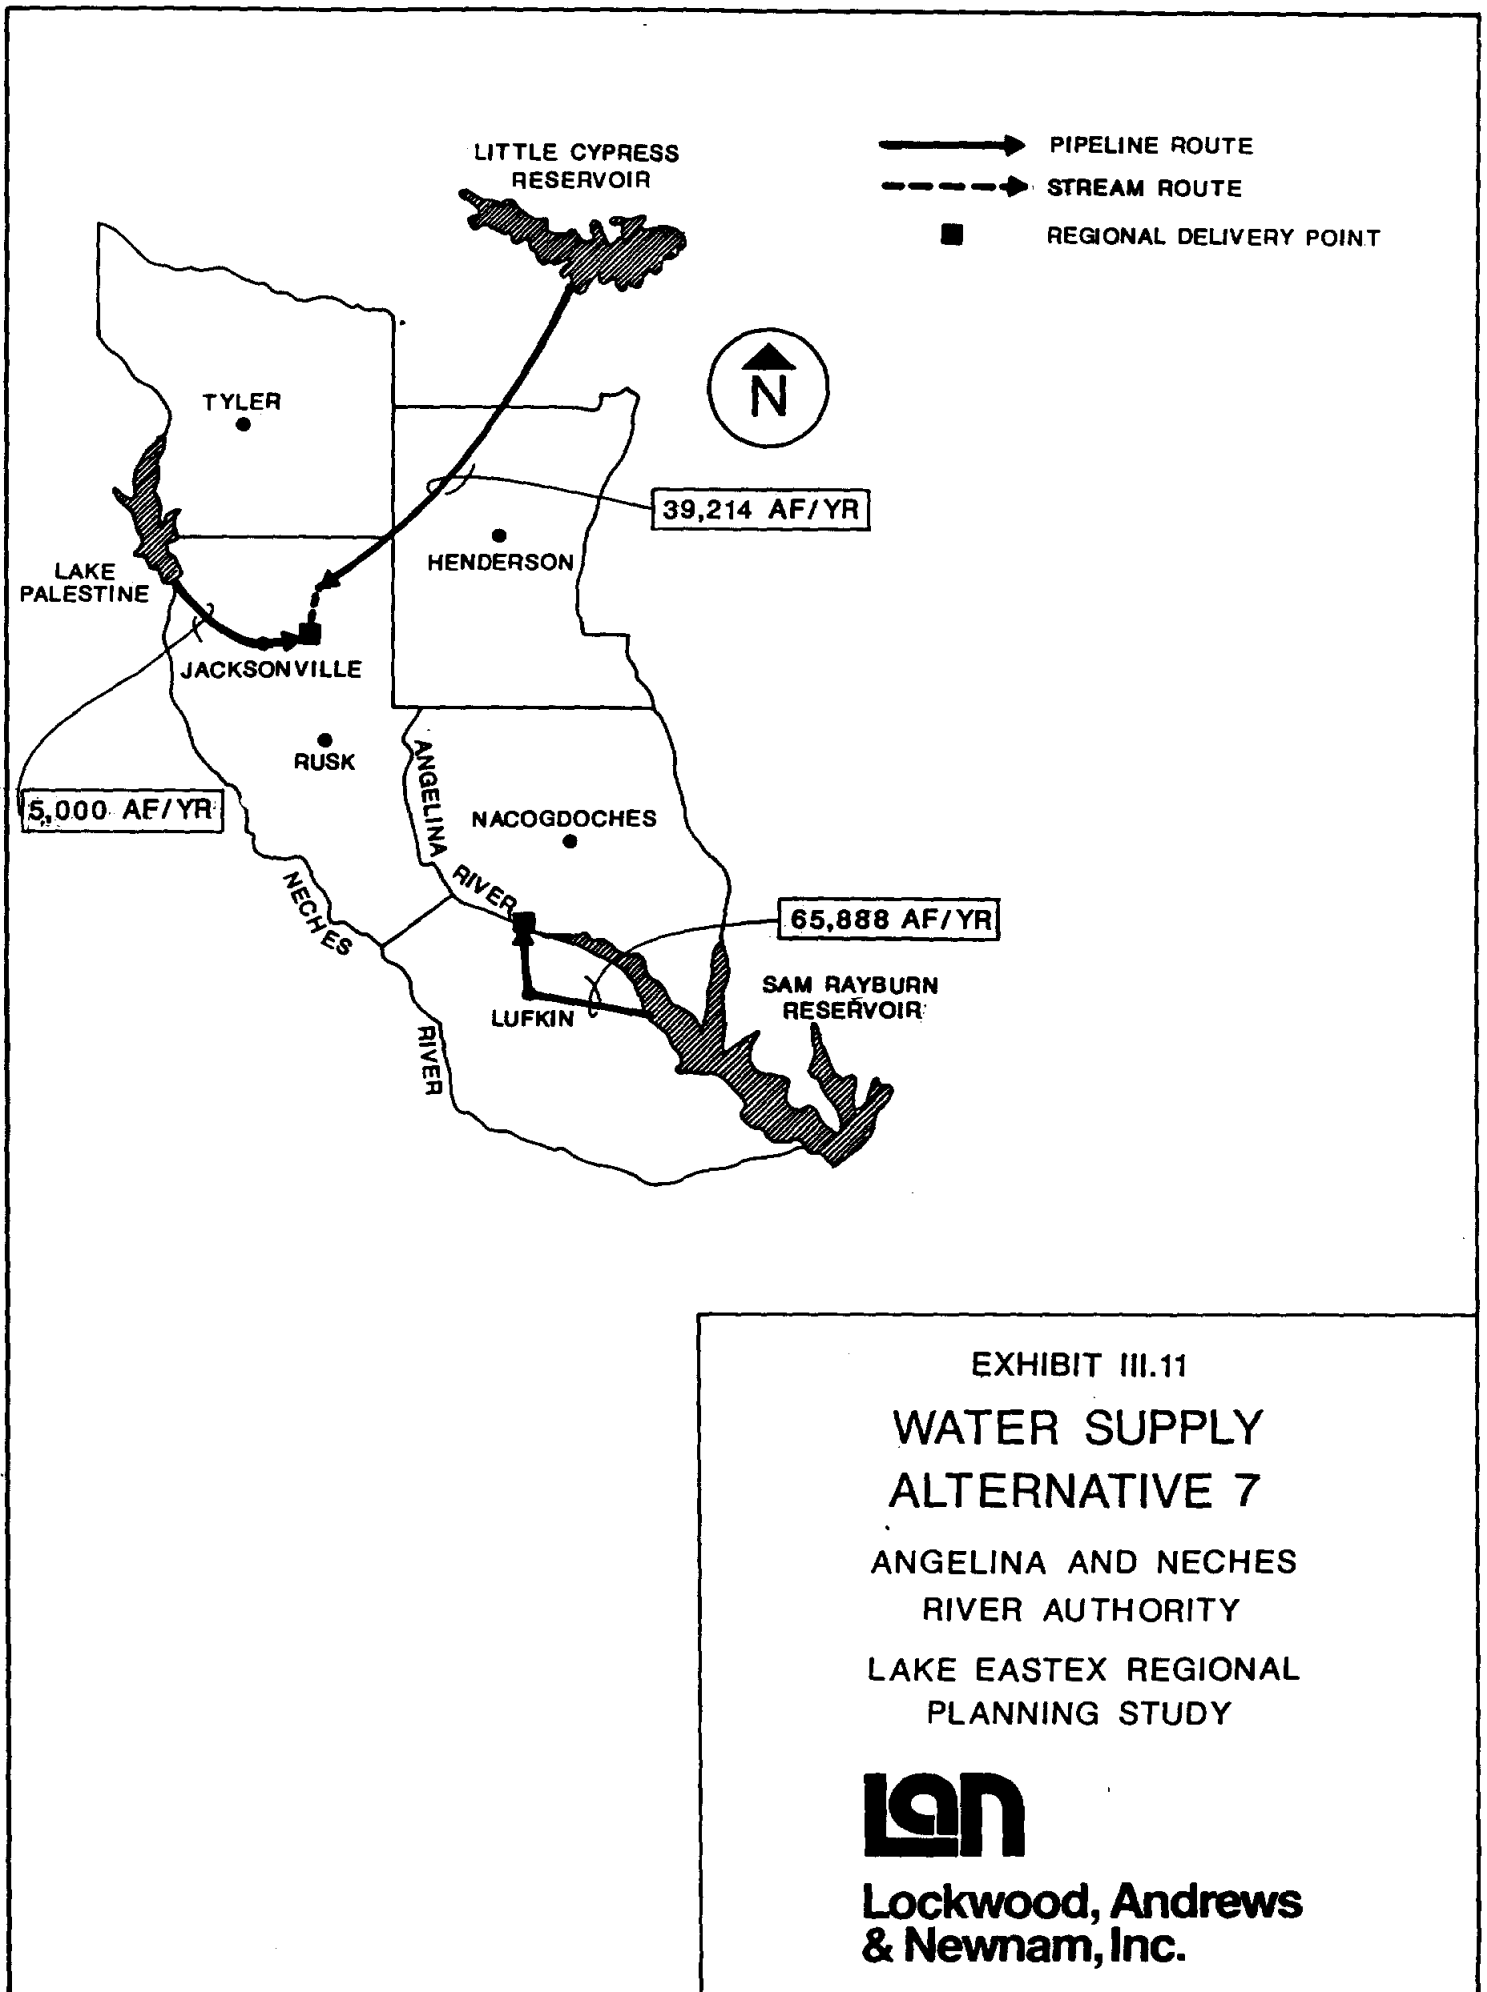 LITTLE CYPRESS
RESERVOIR
PIPELINE ROUTE
STREAM ROUTE
REGIONAL DELIVERY POINT
N
TYLER
39,214 AF/YR
HENDERSON
LAKE
PALESTINE
JACKSONVILLE
RUSK
5,000 AF/YR
ANGELINA
RIVER
NACOGDOCHES
NECHES
RIVER
65,888 AF/YR
SAM RAYBURN
RESERVOIR
LUFKIN
EXHIBIT III.11
WATER SUPPLY
ALTERNATIVE 7
ANGELINA AND NECHES
RIVER AUTHORITY
LAKE EASTEX REGIONAL
PLANNING STUDY
Lan
Lockwood, Andrews
& Newnam, Inc.